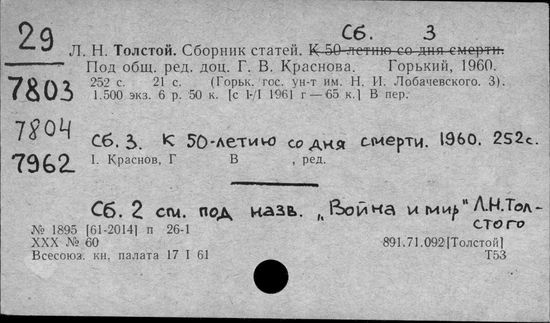 Сб. 3
29
Л. Н. Толстой. Сборник статей. К 50-летию со дня смерти.
Под общ. ред. доц. Г. В. Краснова. Горький, 1960.
7803
252 с. 21 с. (Горьк. гос. ун-т им. Н. И. Лобачевского. 3).
1.500 экз. 6 р. 50 к. [с 1-/I 1961 г — 65 к.] В пер.
7804
Сб. 3. К 50-летию со дня смерти. 1960. 252с.
7962
I. Краснов, Г В , ред.
Сб. 2 см. под назв. „Война и мир" Л.Н.Тол-
стого
№ 1895 [61-2014] п 26-1
XXX № 60
891.71.092[Толстой]
Всесоюз. кн. палата 17 I 61
Т53